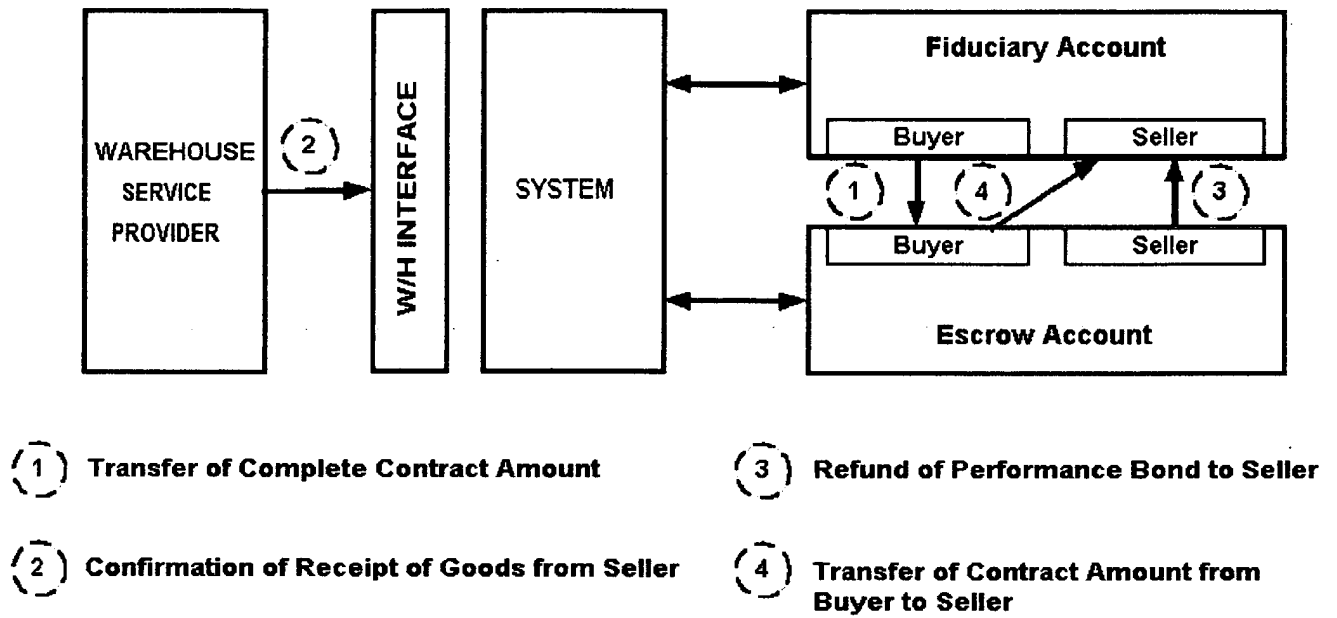 Fiduciary Account
Buyer
Seller
WAREHOUSE
SERVICE
PROVIDER
2
W/H INTERFACE
SYSTEM
1
4
3
Buyer
Seller
Escrow Account
1 Transfer of Complete Contract Amount
2 Confirmation of Receipt of Goods from Seller
3 Refund of Performance Bond to Seller
4 Transfer of Contract Amount from
Buyer to Seller